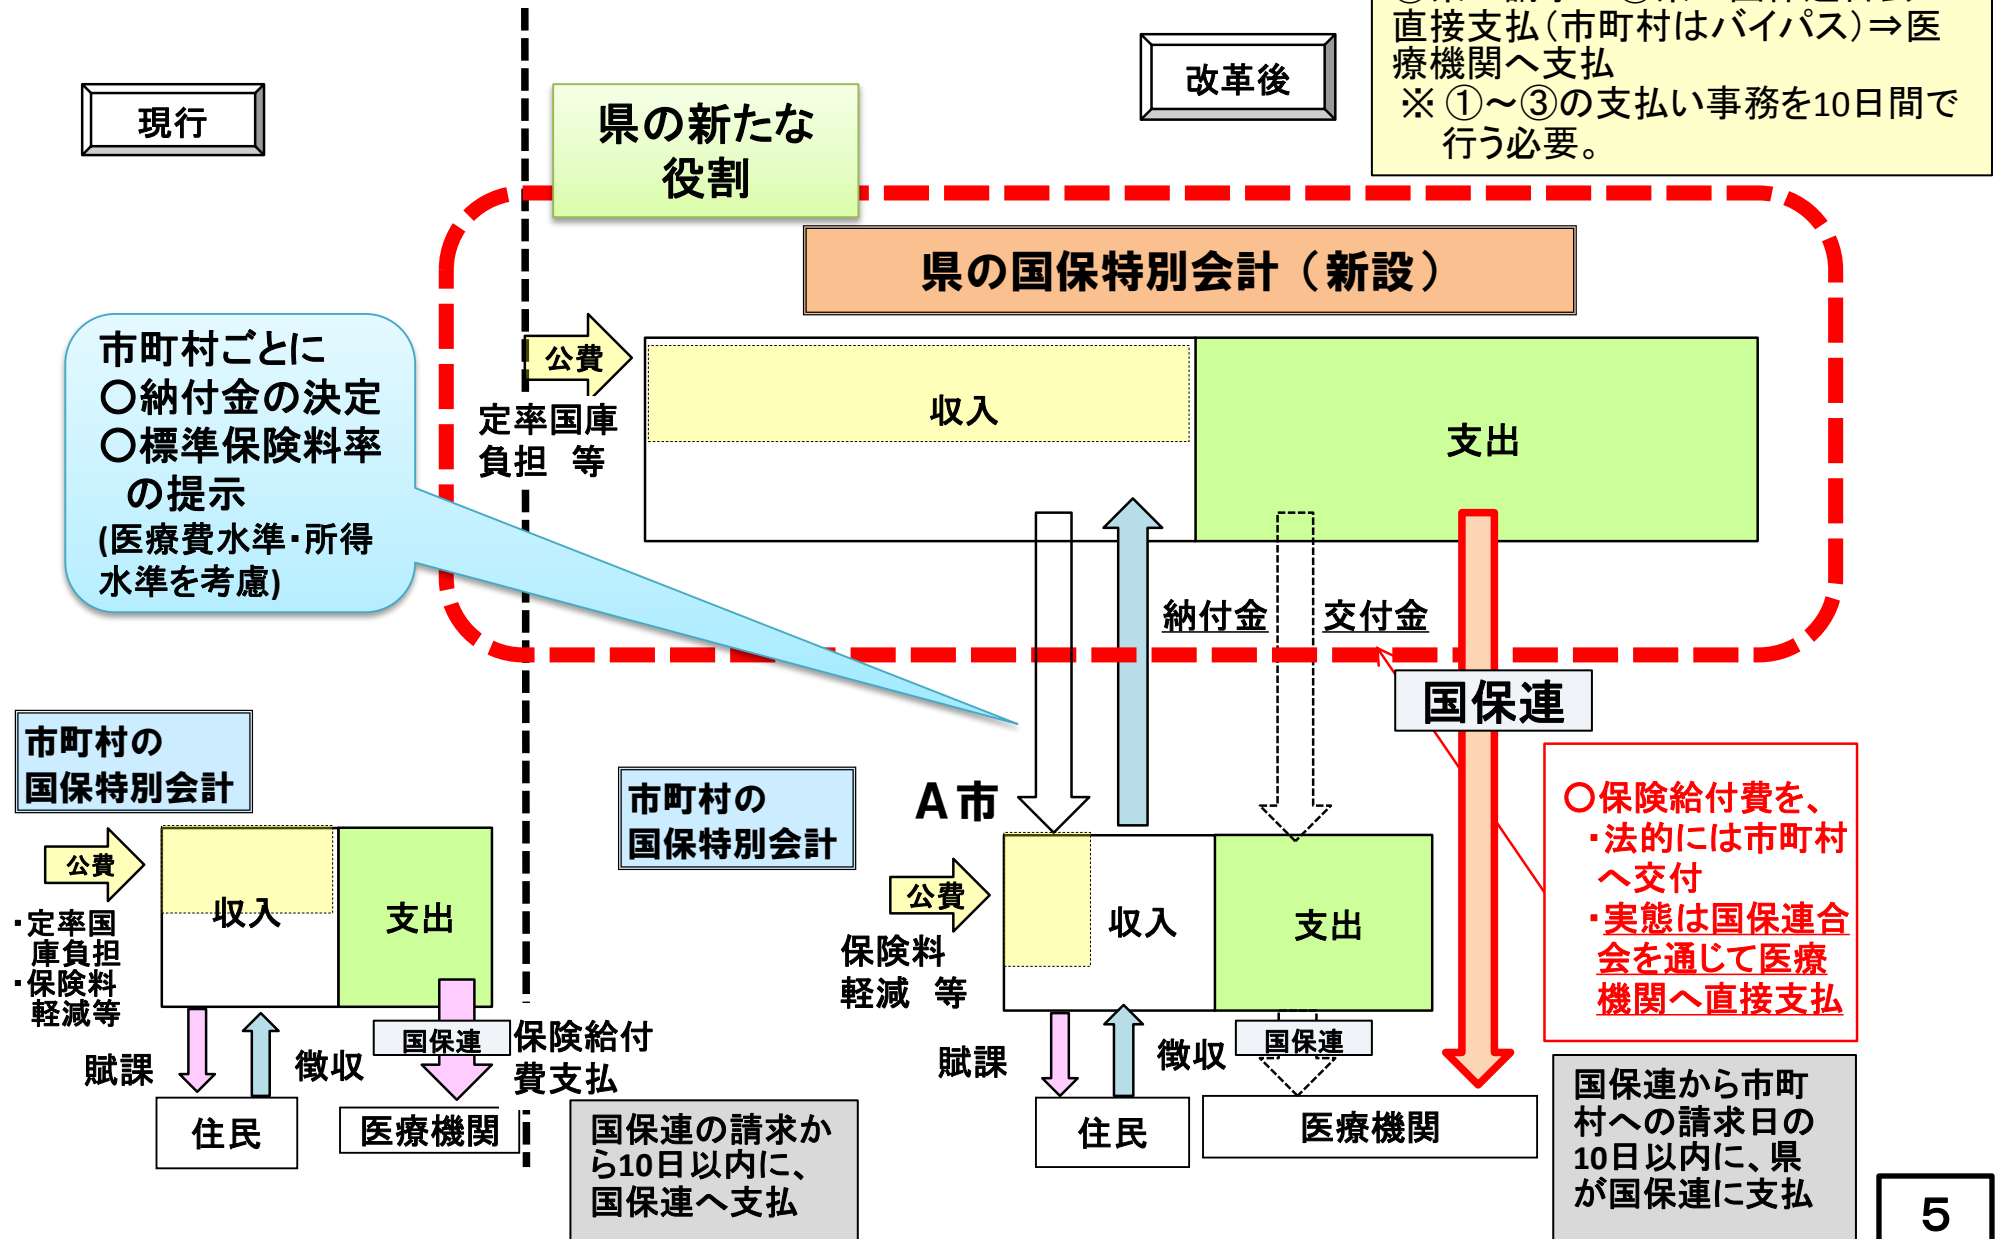 現行
県の新たな
役割
改革後
直接支払(市町村はバイパス)⇒医
療機関へ支払
※ ①～③の支払い事務を10日間で
行う必要。
県の国保特別会計（新設）
市町村ごとに
○納付金の決定
○標準保険料率
の提示
(医療費水準・所得
水準を考慮)
公費
定率国庫
負担 等
収入
支出
納付金
交付金
国保連
市町村の
国保特別会計
公費
・定率国
庫負担
・保険料
軽減等
収入
支出
賦課
徴収
国保連
保険給付
費支払
住民
医療機関
国保連の請求か
ら10日以内に、
国保連へ支払
市町村の
国保特別会計
A市
公費
保険料
軽減 等
収入
支出
賦課
徴収
国保連
住民
医療機関
○保険給付費を、
・法的には市町村
へ交付
・実態は国保連合
会を通じて医療
機関へ直接支払
国保連から市町
村への請求日の
10日以内に、県
が国保連に支払
5